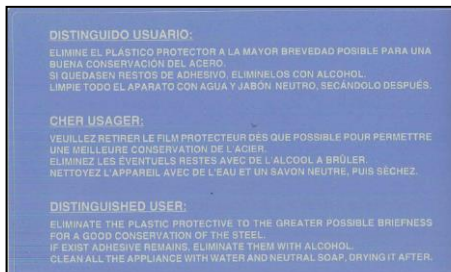 DISTINGUIDO USUARIO:
ELIMINE EL PLÁSTICO PROTECTOR A LA MAYOR BREVEDAD POSIBLE PARA UNA
BUENA CONSERVACIÓN DEL ACERO.
SI QUEDASEN RESTOS DE ADHESIVO, ELIMINELOS CON ALCOHOL.
LIMPIE TODO EL APARATO CON AGUA Y JABÓN NEUTRO, SECÁNDOLO DESPUÉS.
CHER USAGER:
VEUILLEZ RETIRER LE FILM PROTECTEUR DÈS QUE POSSIBLE POUR PERMETTRE
UNE MEILLEURE CONSERVATION DE L'ACIER.
ELIMINEZ LES ÉVENTUELS RESTES AVEC DE L'ALCOOL A BRÛLER.
NETTOYEZ L'APPAREIL AVEC DE L'EAU ET UN SAVON NEUTRE, PUIS SÉCHEZ.
DISTINGUISHED USER:
ELIMINATE THE PLASTIC PROTECTIVE TO THE GREATER POSSIBLE BRIEFNESS
FOR A GOOD CONSERVATION OF THE STEEL.
IF EXIST ADHESIVE REMAINS, ELIMINATE THEM WITH ALCOHOL.
CLEAN ALL THE APPLIANCE WITH WATER AND NEUTRAL SOAP, DRYING IT AFTER.